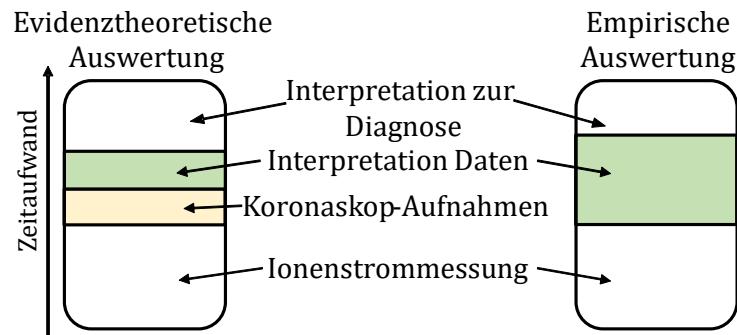 Evidenztheoretische
Auswertung
Empirische
Auswertung
Zeitaufwand
Interpretation zur
Diagnose
Interpretation Daten
Koronaskop-Aufnahmen
Ionenstrommessung